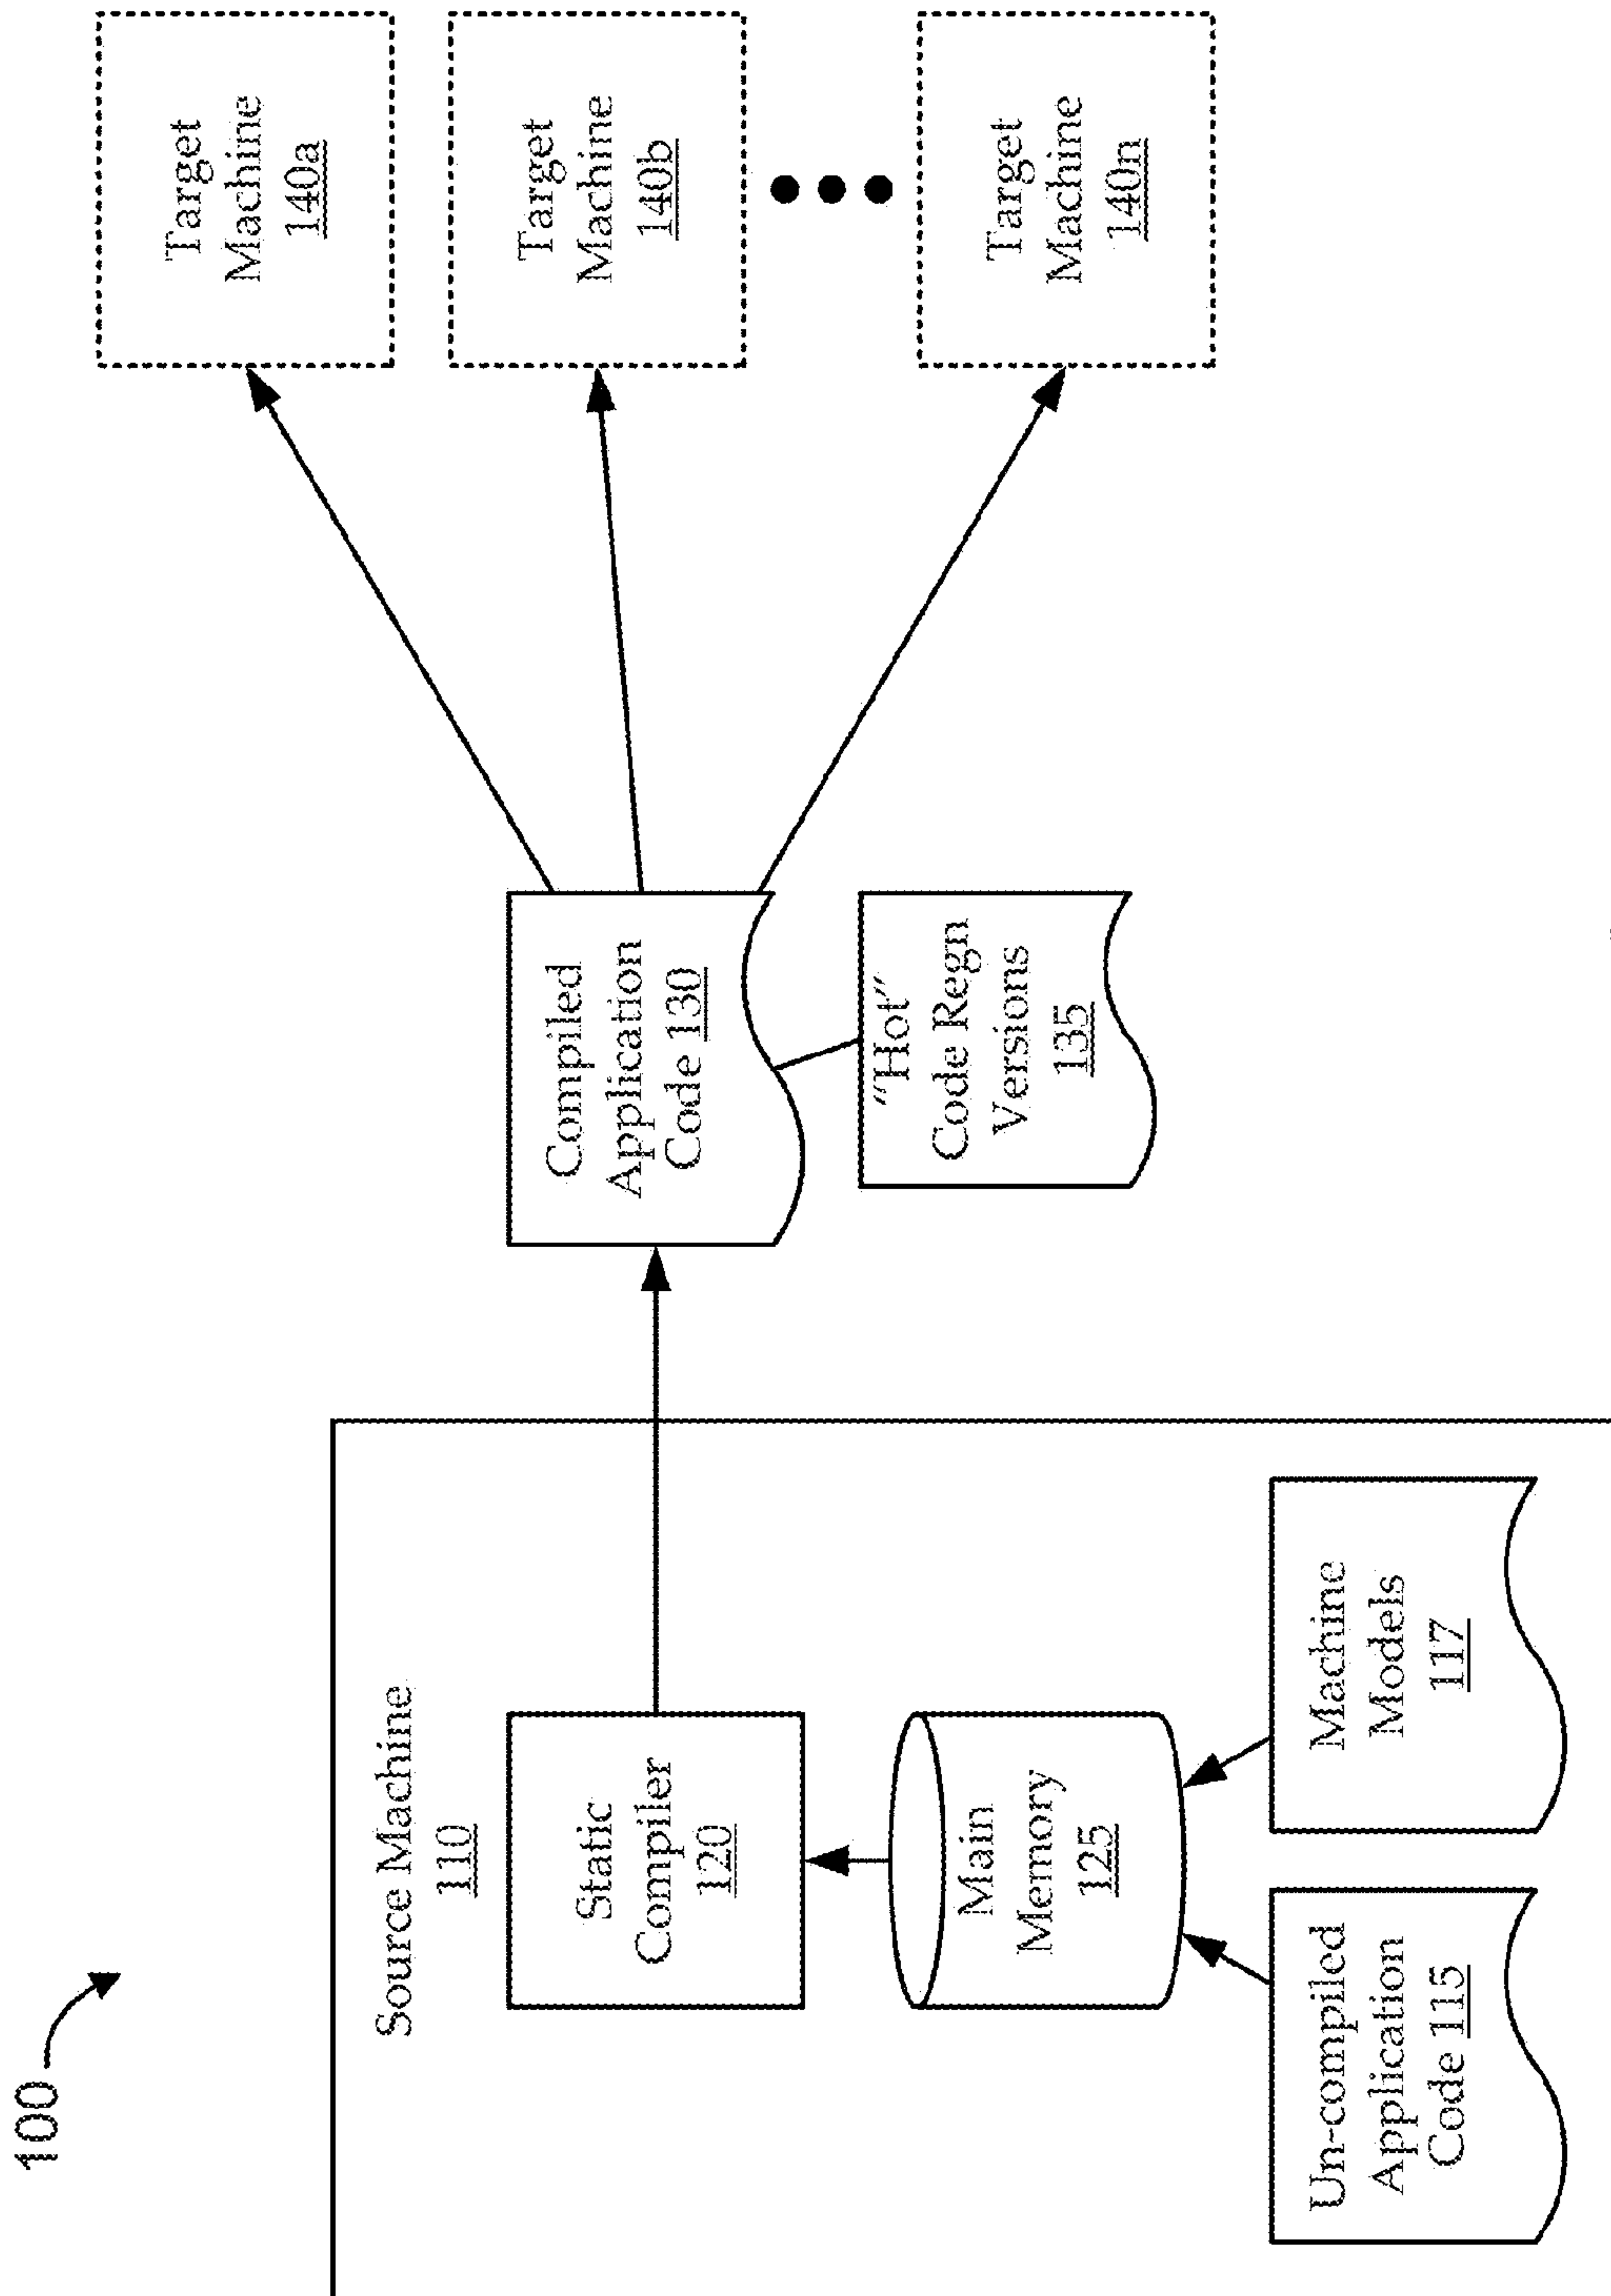 100
Source Machine
110
Static
Compiler
120
Main
Memory
125
Un-compiled
Application
Code 115
Machine
Models
117
Compiled
Application
Code 130
“Hot”
Code Regn
Versions
135
Target
Machine
140a
Target
Machine
140b
Target
Machine
140n